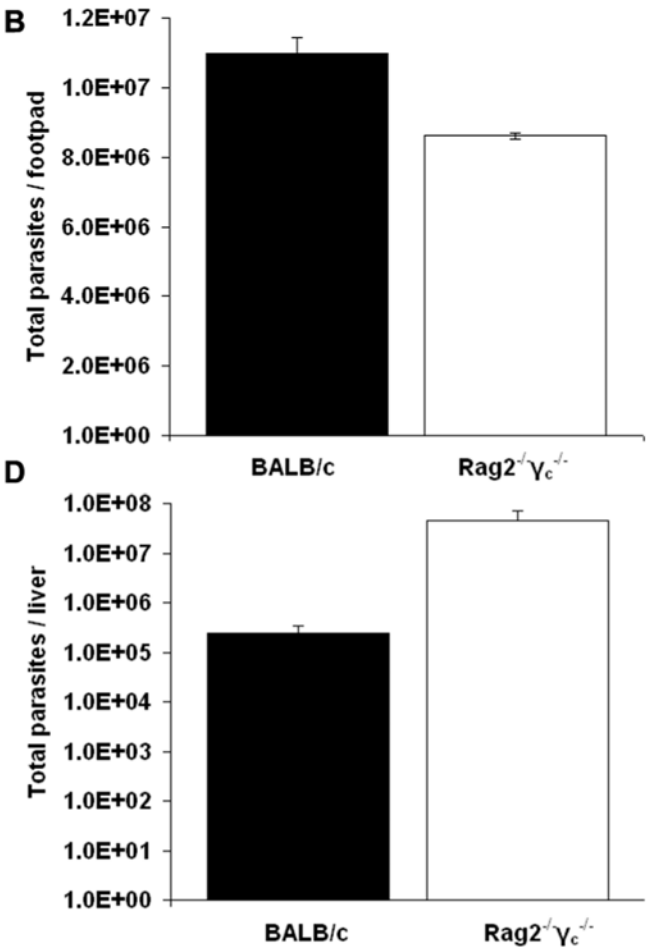 B
Total parasites / footpad
1.2E+07
1.0E+07
8.0E+06
6.0E+06
4.0E+06
2.0E+06
1.0E+00
BALB/c
Rag2⁻/⁻γc⁻/⁻
D
Total parasites / liver
1.0E+08
1.0E+07
1.0E+06
1.0E+05
1.0E+04
1.0E+03
1.0E+02
1.0E+01
1.0E+00
BALB/c
Rag2⁻/⁻γc⁻/⁻